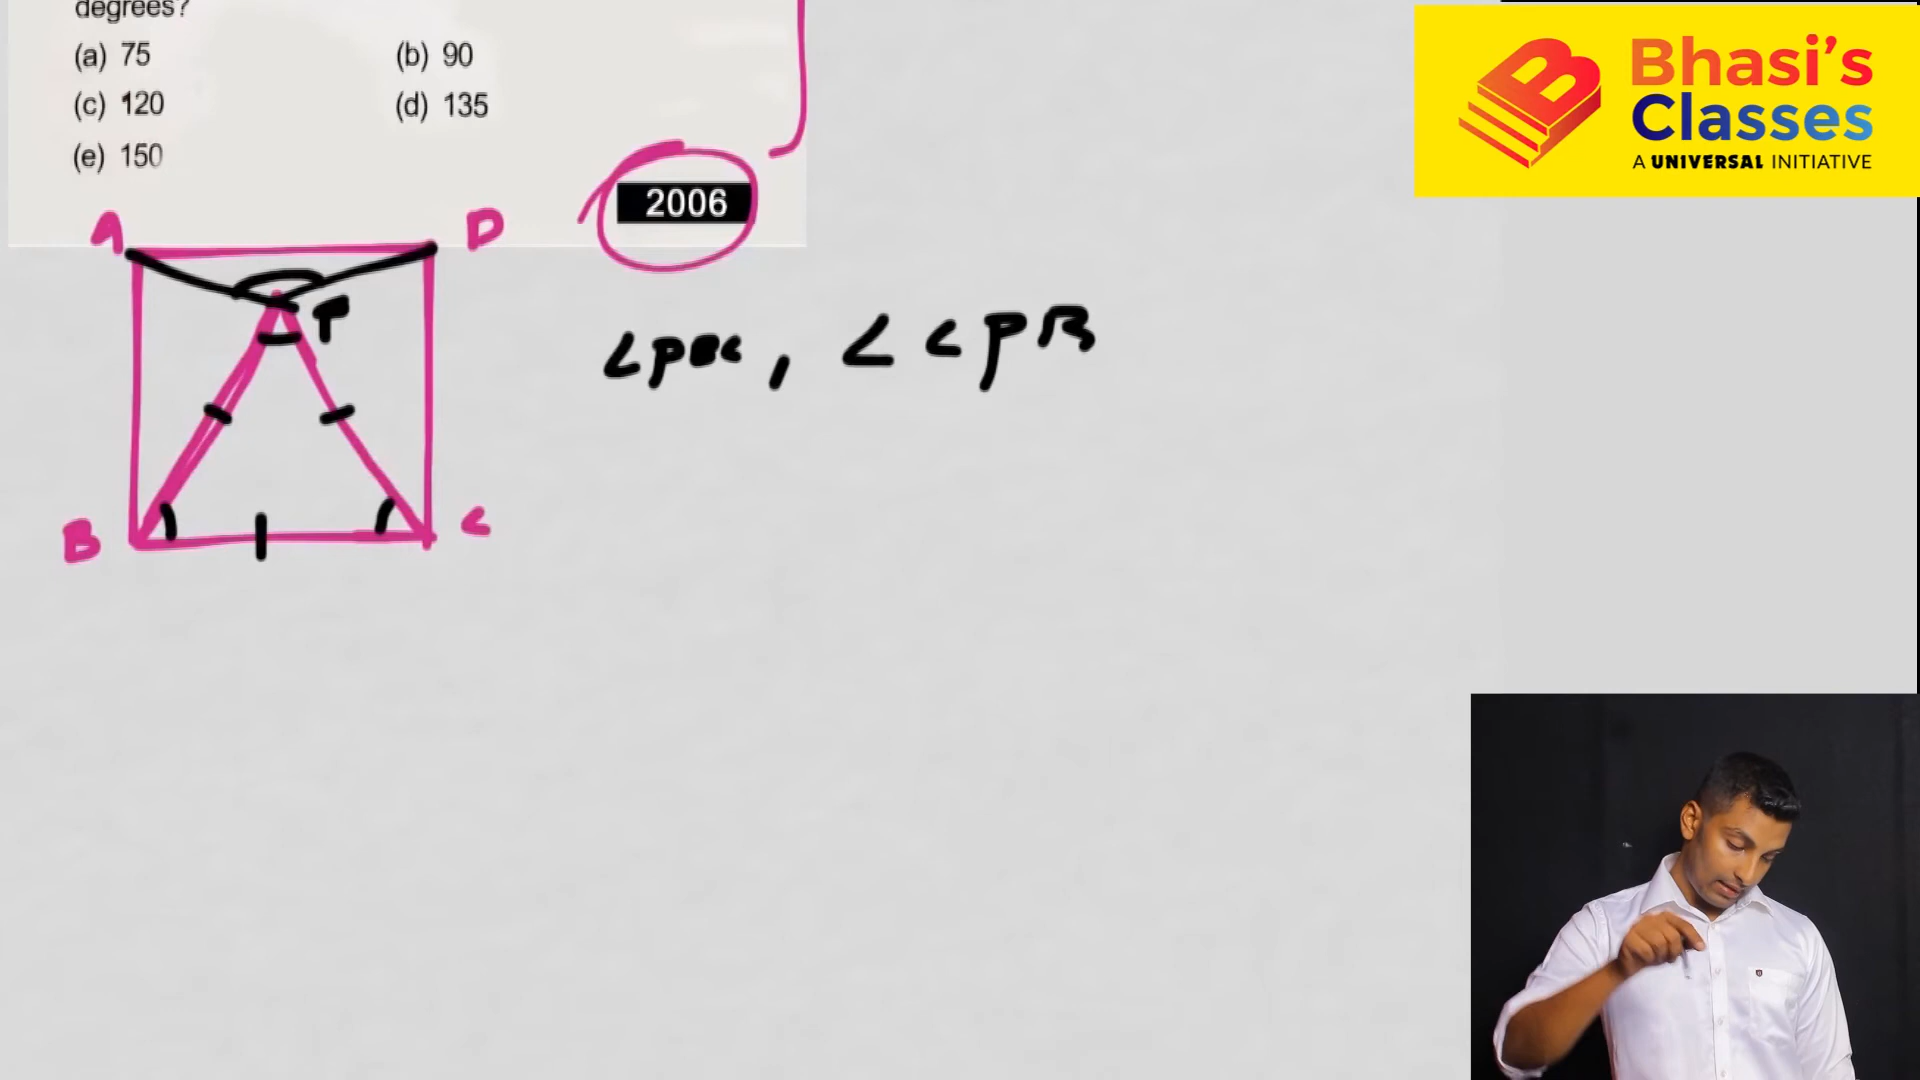 degrees?
(a) 75 (b) 90
(c) 120 (d) 135
(e) 150
2006
A D
P
B C
∠PBC, ∠CPB
Bhasi's
Classes
A UNIVERSAL INITIATIVE